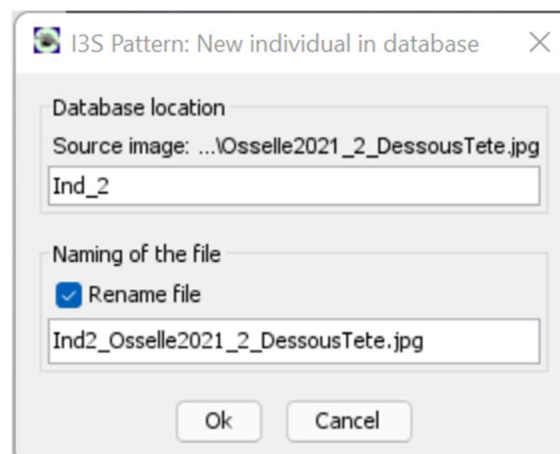 I3S Pattern: New individual in database
Database location
Source image: ...\Osselle2021_2_DessousTete.jpg
Ind_2
Naming of the file
Rename file
Ind2_Osselle2021_2_DessousTete.jpg
Ok Cancel